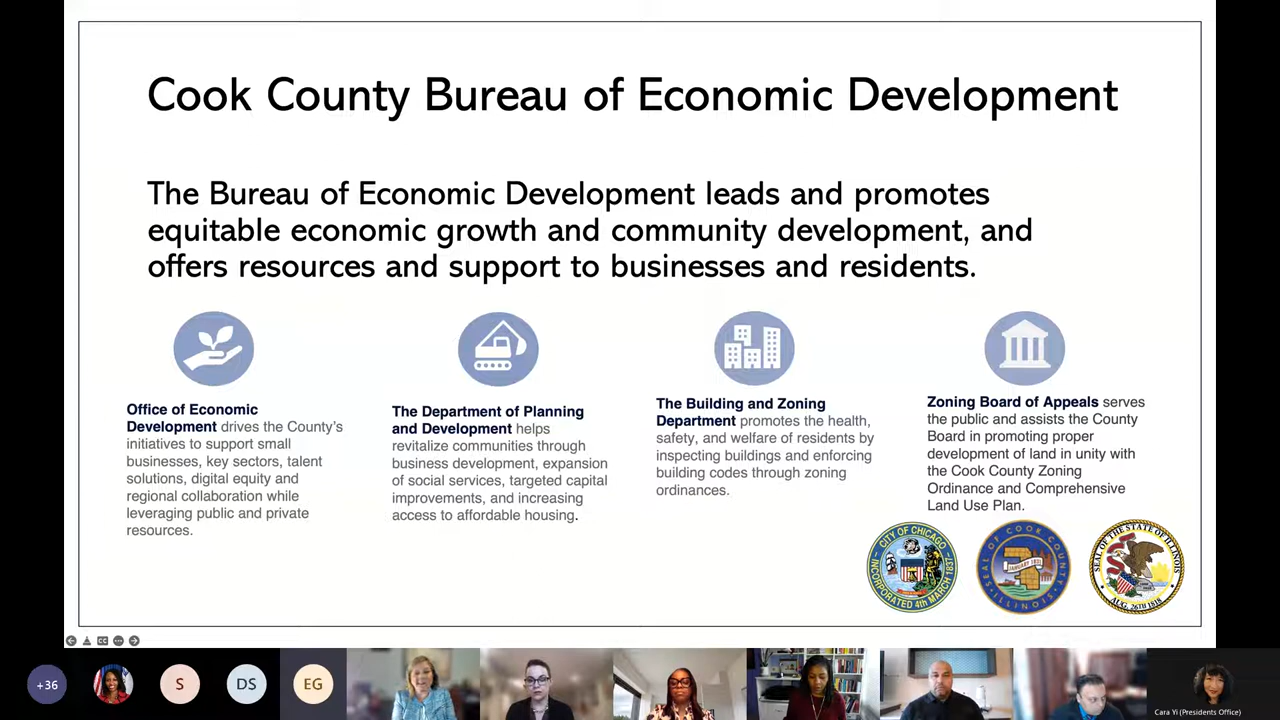 Cook County Bureau of Economic Development
The Bureau of Economic Development leads and promotes
equitable economic growth and community development, and
offers resources and support to businesses and residents.
Office of Economic
Development drives the County's
initiatives to support small
businesses, key sectors, talent
solutions, digital equity and
regional collaboration while
leveraging public and private
resources.
The Department of Planning
and Development helps
revitalize communities through
business development, expansion
of social services, targeted capital
improvements, and increasing
access to affordable housing.
The Building and Zoning
Department promotes the health,
safety, and welfare of residents by
inspecting buildings and enforcing
building codes through zoning
ordinances.
Zoning Board of Appeals serves
the public and assists the County
Board in promoting proper
development of land in unity with
the Cook County Zoning
Ordinance and Comprehensive
Land Use Plan.
CITY OF CHICAGO
INCORPORATED 4th MARCH 1837
SEAL OF COOK COUNTY
JANUARY 1831
ILLINOIS
SEAL OF THE STATE OF ILLINOIS
AUG. 26TH 1818
CC
+36
S
DS
EG
Cara Yi (Presidents Office)